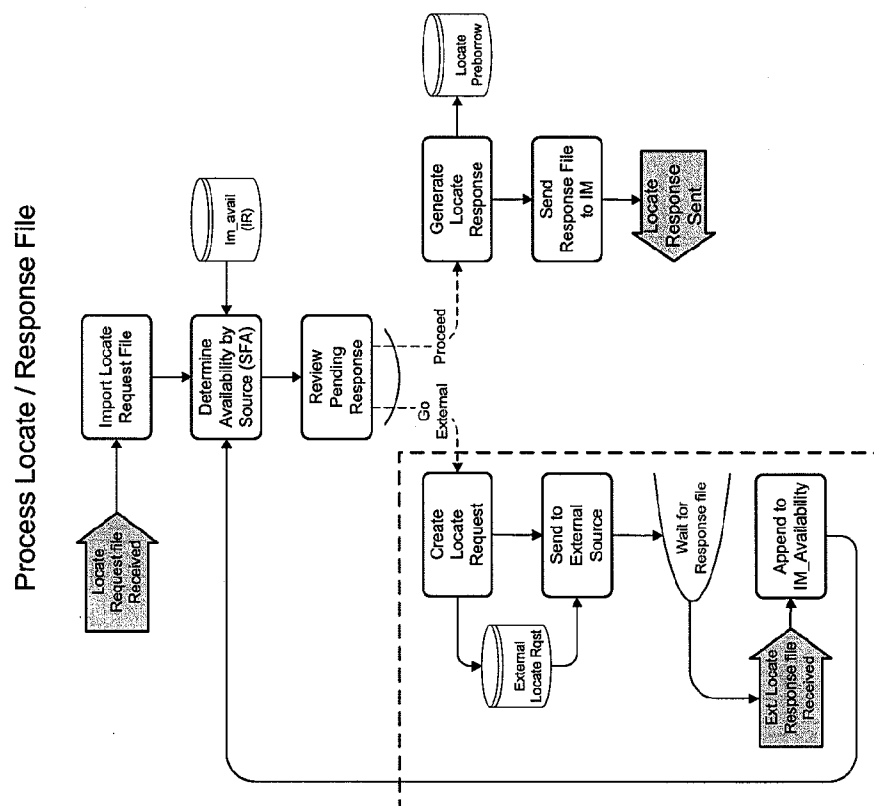 Process Locate / Response File
Locate
Request file
Received
Import Locate
Request File
Determine
Availability by
Source (SFA)
Im_avail
(IR)
Review
Pending
Response
Go
External
Proceed
Create
Locate
Request
External
Locate Rqst
Send to
External
Source
Wait for
Response file
Ext. Locate
Response file
Received
Append to
IM_Availability
Generate
Locate
Response
Locate
Preborrow
Send
Response File
to IM
Locate
Response
Sent